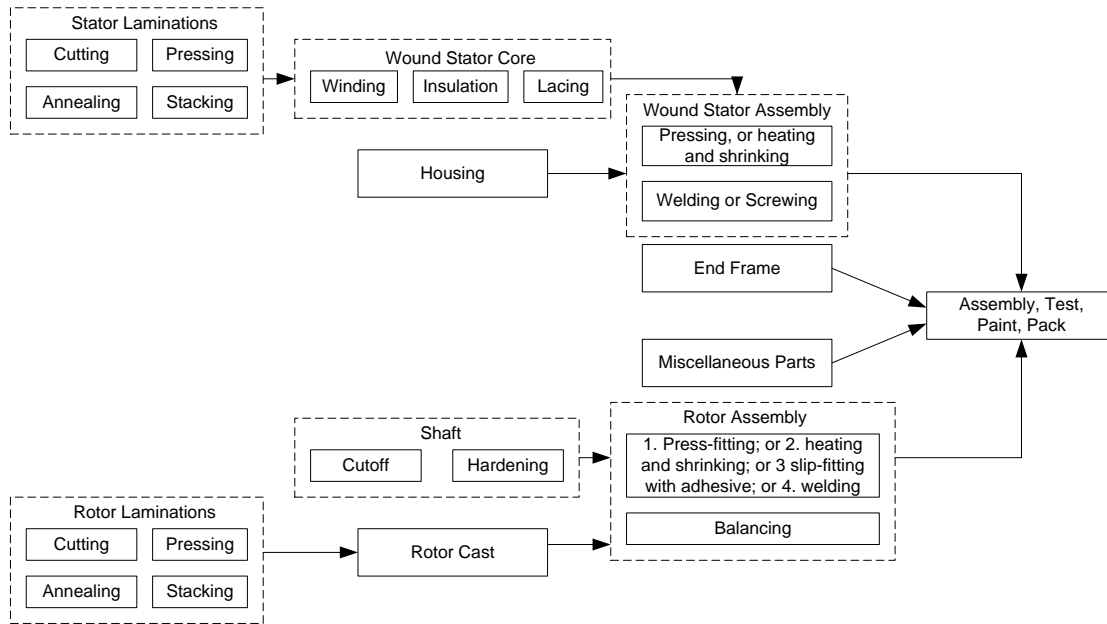 Stator Laminations
Cutting
Pressing
Annealing
Stacking
Wound Stator Core
Winding
Insulation
Lacing
Wound Stator Assembly
Pressing, or heating
and shrinking
Welding or Screwing
Housing
End Frame
Assembly, Test,
Paint, Pack
Miscellaneous Parts
Rotor Assembly
1. Press-fitting; or 2. heating
and shrinking; or 3 slip-fitting
with adhesive; or 4. welding
Balancing
Shaft
Cutoff
Hardening
Rotor Laminations
Cutting
Pressing
Annealing
Stacking
Rotor Cast